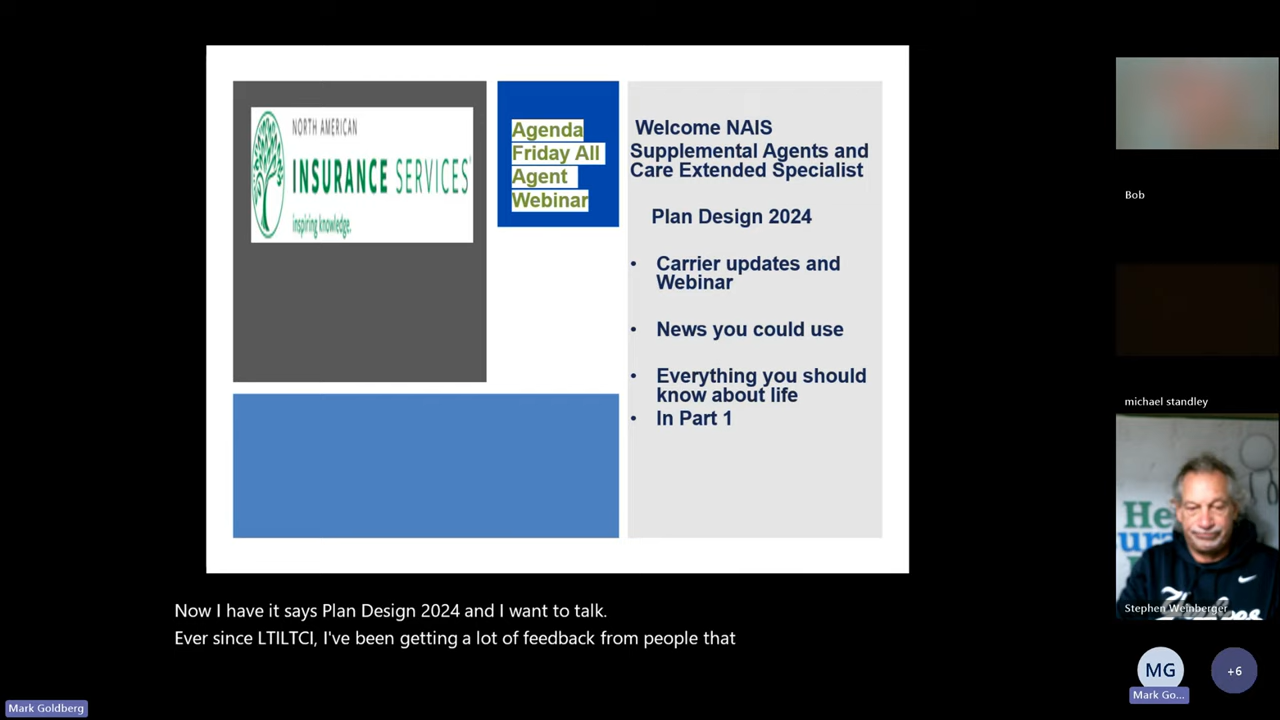 NORTH AMERICAN
INSURANCE SERVICES
inspiring knowledge.
Agenda
Friday All
Agent
Webinar
Welcome NAIS
Supplemental Agents and
Care Extended Specialist
Plan Design 2024
• Carrier updates and
Webinar
• News you could use
• Everything you should
know about life
• In Part 1
Bob
michael standley
He
Stephen Weinberger
MG
+6
Mark Go...
Now I have it says Plan Design 2024 and I want to talk.
Ever since LTILTCI, I've been getting a lot of feedback from people that
Mark Goldberg